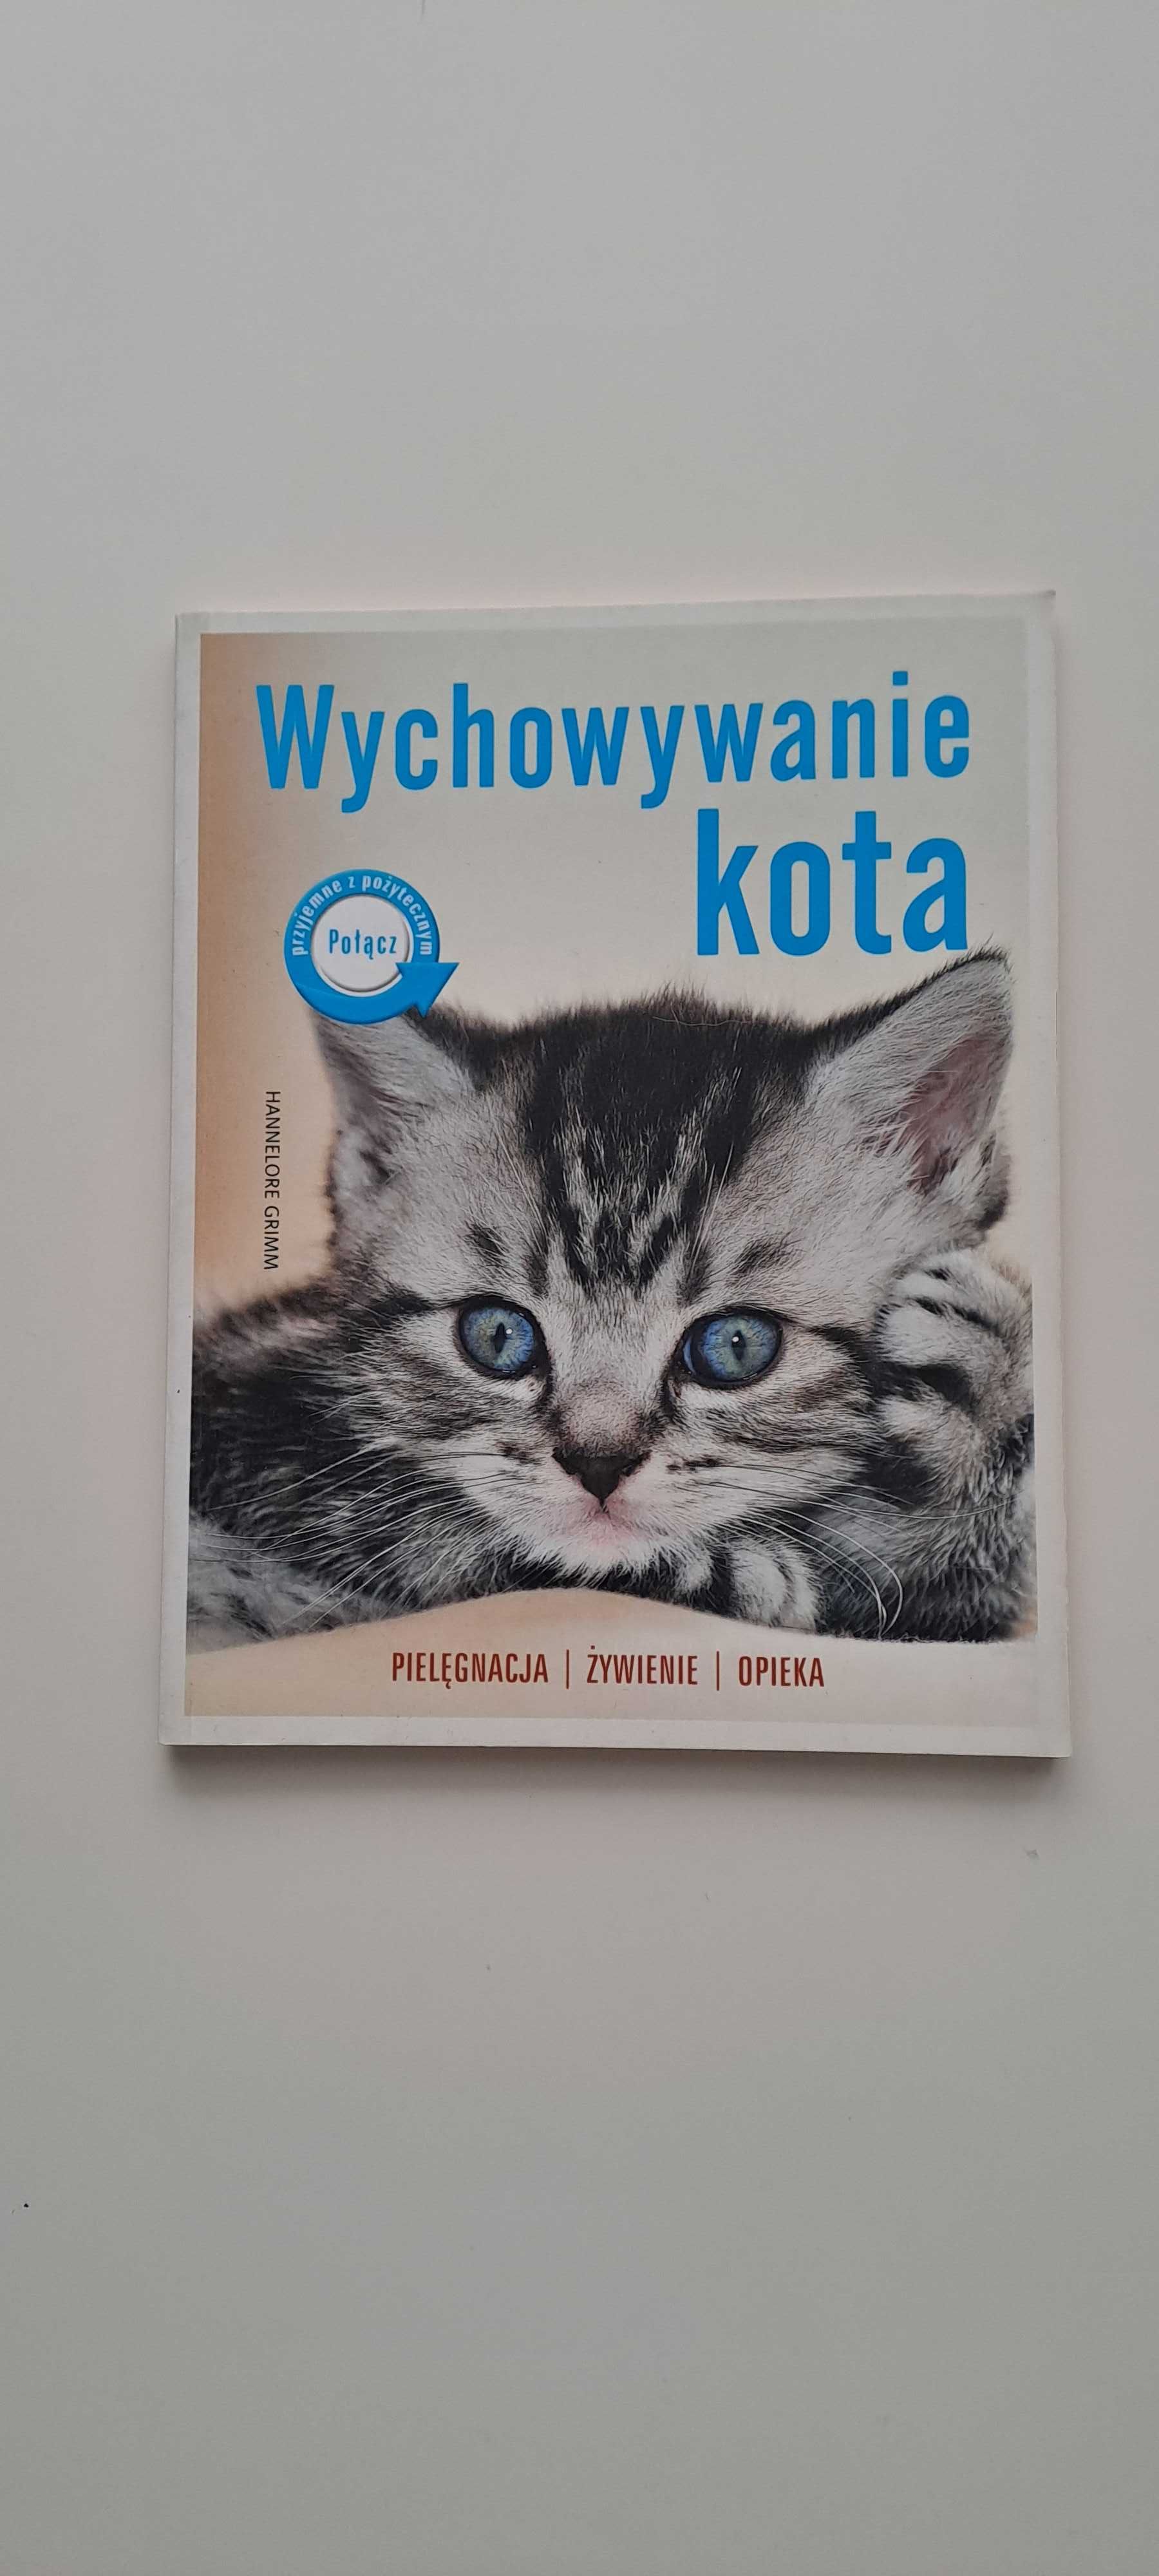 Wychowywanie
kota
Połącz
przyjemne z pożytecznym
HANNELORE GRIMM
PIELĘGNACJA | ŻYWIENIE | OPIEKA